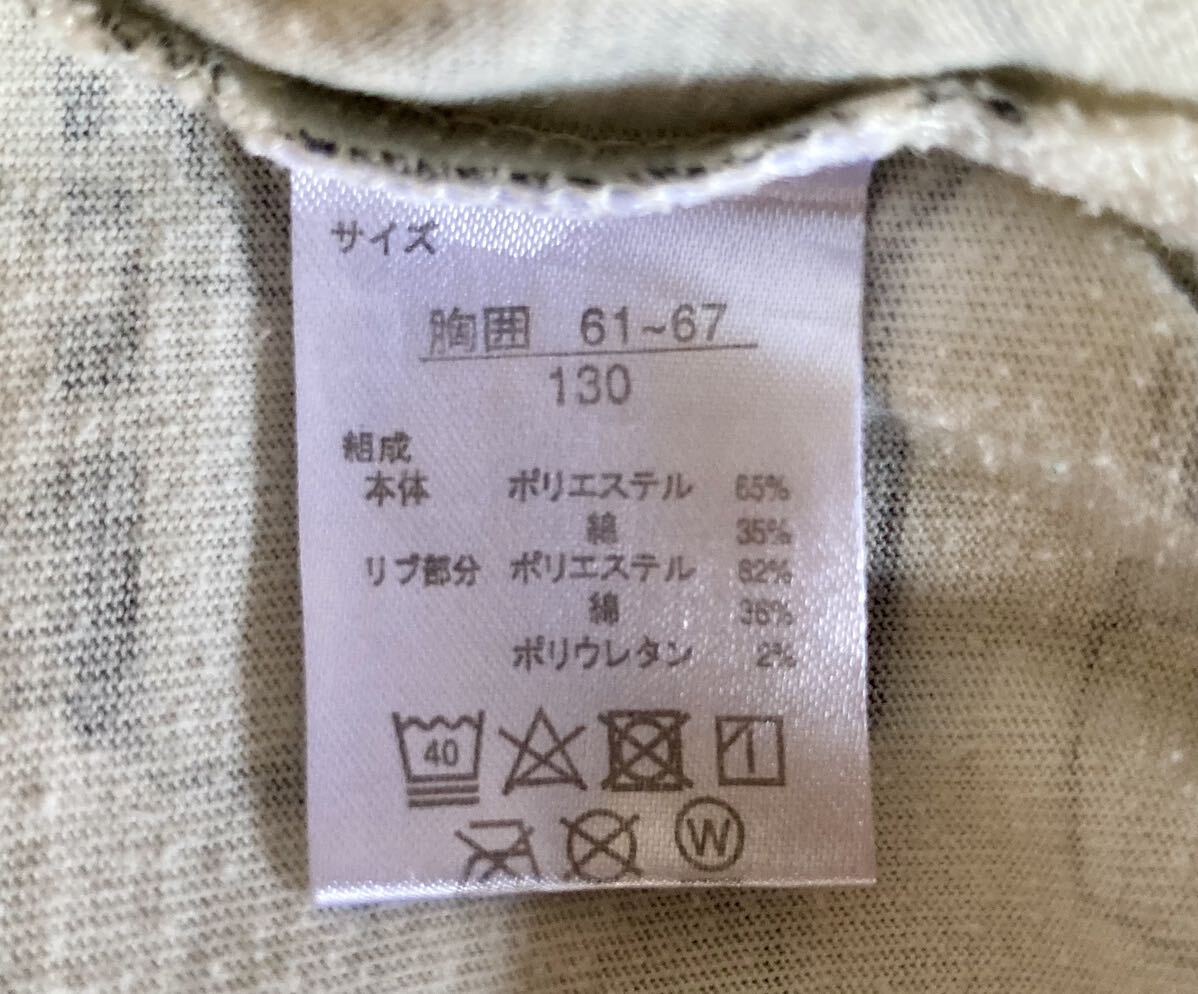 サイズ
胸囲 61~67
130
組成
本体 ポリエステル 65%
綿 35%
リブ部分 ポリエステル 62%
綿 36%
ポリウレタン 2%
40
W